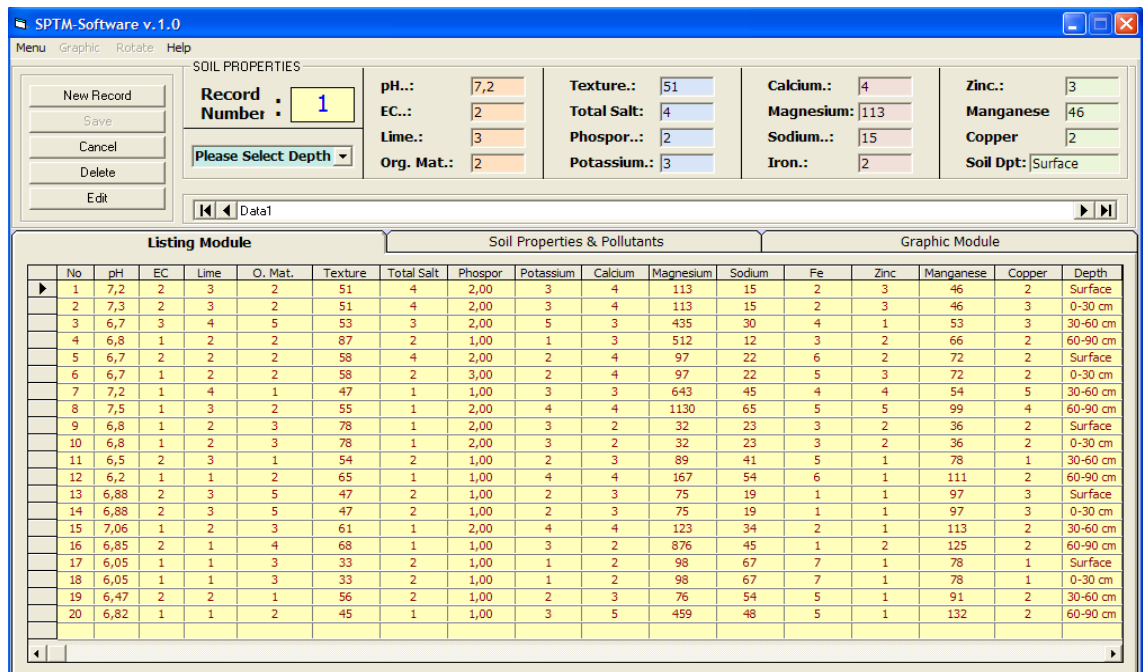 SPTM-Software v.1.0
Menu Graphic Rotate Help
New Record
Save
Cancel
Delete
Edit
SOIL PROPERTIES
Record Number : 1
Please Select Depth
pH..: 7,2
EC..: 2
Lime.: 3
Org. Mat.: 2
Texture.: 51
Total Salt: 4
Phospor..: 2
Potassium.: 3
Calcium.: 4
Magnesium: 113
Sodium..: 15
Iron.: 2
Zinc.: 3
Manganese 46
Copper 2
Soil Dpt: Surface
Data1
Listing Module Soil Properties & Pollutants Graphic Module
No pH EC Lime O. Mat. Texture Total Salt Phospor Potassium Calcium Magnesium Sodium Fe Zinc Manganese Copper Depth
1 7,2 2 3 2 51 4 2,00 3 4 113 15 2 3 46 2 Surface
2 7,3 2 3 2 51 4 2,00 3 4 113 15 2 3 46 3 0-30 cm
3 6,7 3 4 5 53 3 2,00 5 3 435 30 4 1 53 3 30-60 cm
4 6,8 1 2 2 87 2 1,00 1 3 512 12 3 2 66 2 60-90 cm
5 6,7 2 2 2 58 4 2,00 2 4 97 22 6 2 72 2 Surface
6 6,7 1 2 2 58 2 3,00 2 4 97 22 5 3 72 2 0-30 cm
7 7,2 1 4 1 47 1 1,00 3 3 643 45 4 4 54 5 30-60 cm
8 7,5 1 3 2 55 1 2,00 4 4 1130 65 5 5 99 4 60-90 cm
9 6,8 1 2 3 78 1 2,00 3 2 32 23 3 2 36 2 Surface
10 6,8 1 2 3 78 1 2,00 3 2 32 23 3 2 36 2 0-30 cm
11 6,5 2 3 1 54 2 1,00 2 3 89 41 5 1 78 1 30-60 cm
12 6,2 1 1 2 65 1 1,00 4 4 167 54 6 1 111 2 60-90 cm
13 6,88 2 3 5 47 2 1,00 2 3 75 19 1 1 97 3 Surface
14 6,88 2 3 5 47 2 1,00 2 3 75 19 1 1 97 3 0-30 cm
15 7,06 1 2 3 61 1 2,00 4 4 123 34 2 1 113 2 30-60 cm
16 6,85 2 1 4 68 1 1,00 3 2 876 45 1 2 125 2 60-90 cm
17 6,05 1 1 3 33 2 1,00 1 2 98 67 7 1 78 1 Surface
18 6,05 1 1 3 33 2 1,00 1 2 98 67 7 1 78 1 0-30 cm
19 6,47 2 2 1 56 2 1,00 2 3 76 54 5 1 91 2 30-60 cm
20 6,82 1 1 2 45 1 1,00 3 5 459 48 5 1 132 2 60-90 cm